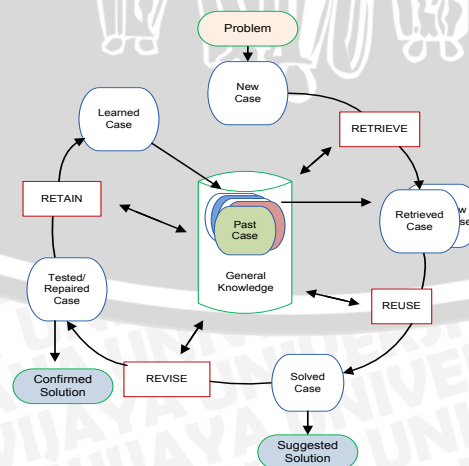 Problem
New
Case
RETRIEVE
Learned
Case
RETAIN
Past
Case
General
Knowledge
Retrieved
Case
Tested/
Repaired
Case
REUSE
Confirmed
Solution
REVISE
Solved
Case
Suggested
Solution